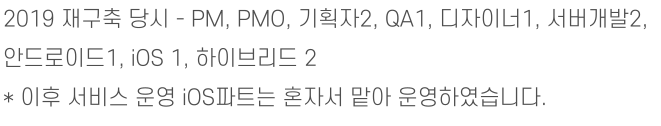 2019 재구축 당시 - PM, PMO, 기획자2, QA1, 디자이너1, 서버개발2,
안드로이드1, iOS 1, 하이브리드 2
* 이후 서비스 운영 iOS파트는 혼자서 맡아 운영하였습니다.